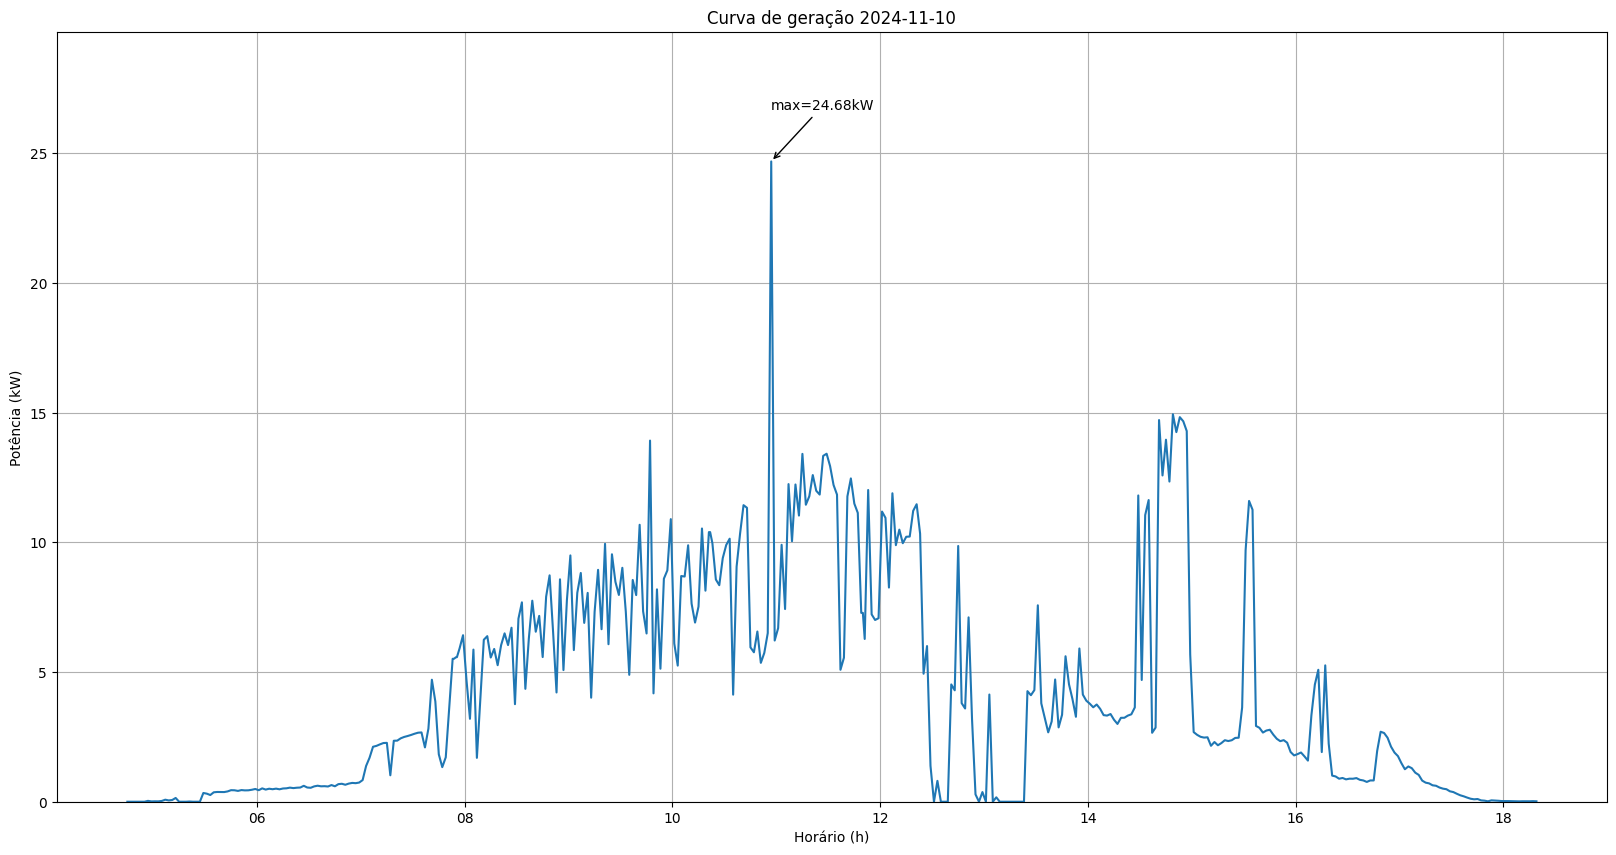 Curva de geração 2024-11-10
max=24.68kW
25
20
15
10
5
0
Potência (kW)
06 08 10 12 14 16 18
Horário (h)